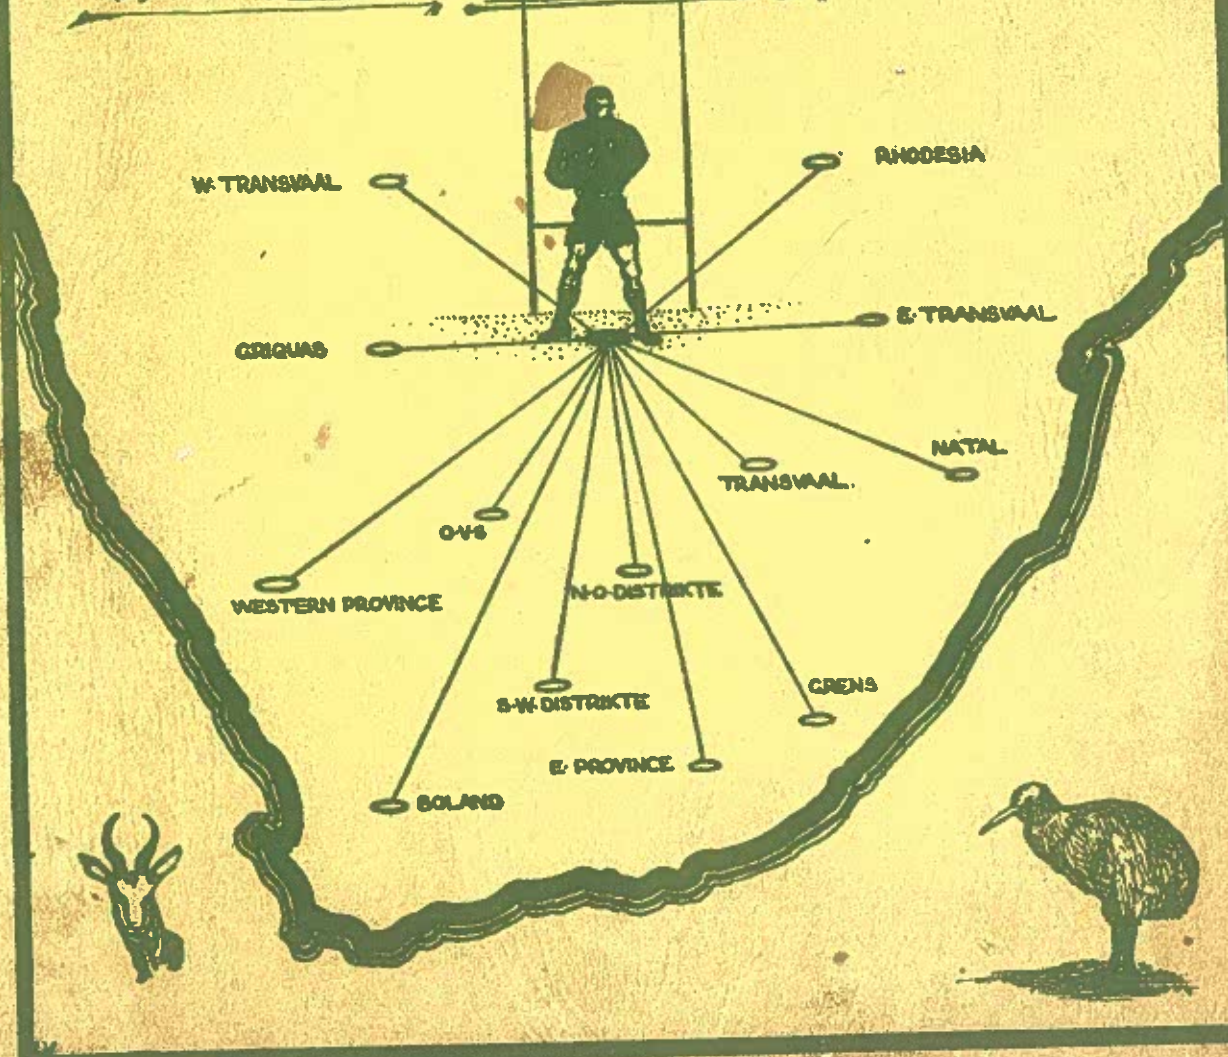 RHODESIA
W. TRANSVAAL
E. TRANSVAAL
GRIQUAS
NATAL
TRANSVAAL.
O.V.S
N.O.DISTRIKTE
WESTERN PROVINCE
GRENS
S.W.DISTRIKTE
E. PROVINCE
BOLAND